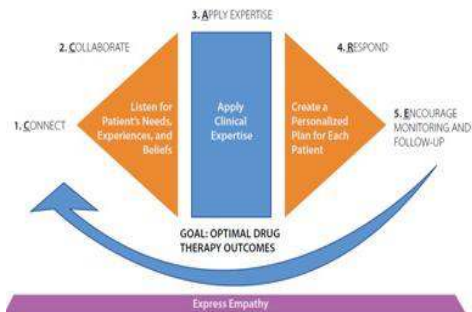 3. APPLY EXPERTISE
2. COLLABORATE
4. RESPOND
1. CONNECT
Listen for
Patient's Needs,
Experiences, and
Beliefs
Apply
Clinical
Expertise
Create a
Personalized
Plan for Each
Patient
5. ENCOURAGE
MONITORING AND
FOLLOW-UP
GOAL: OPTIMAL DRUG
THERAPY OUTCOMES
Express Empathy